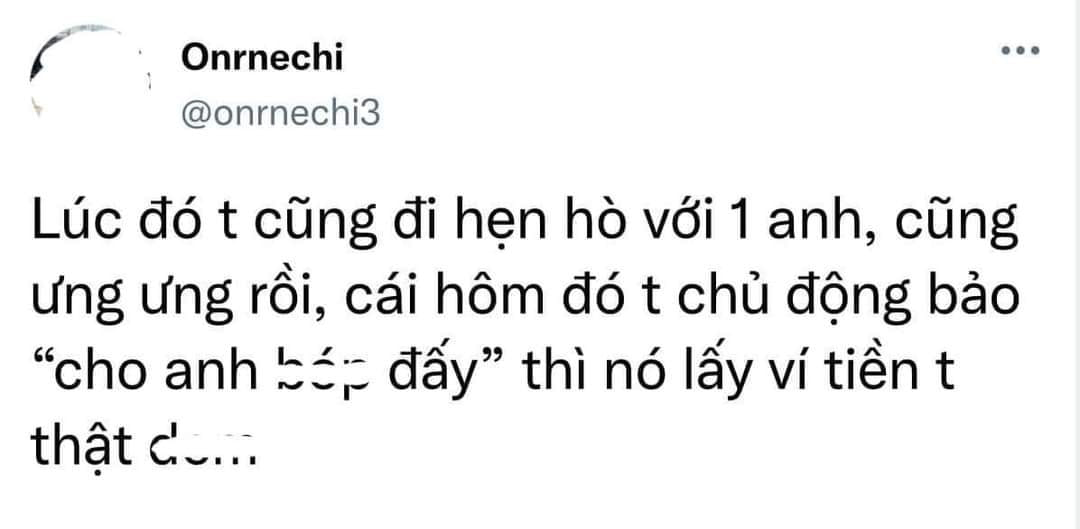 Onrnechi
@onrnechi3
Lúc đó t cũng đi hẹn hò với 1 anh, cũng
ưng ưng rồi, cái hôm đó t chủ động bảo
“cho anh bóp đấy” thì nó lấy ví tiền t
thật